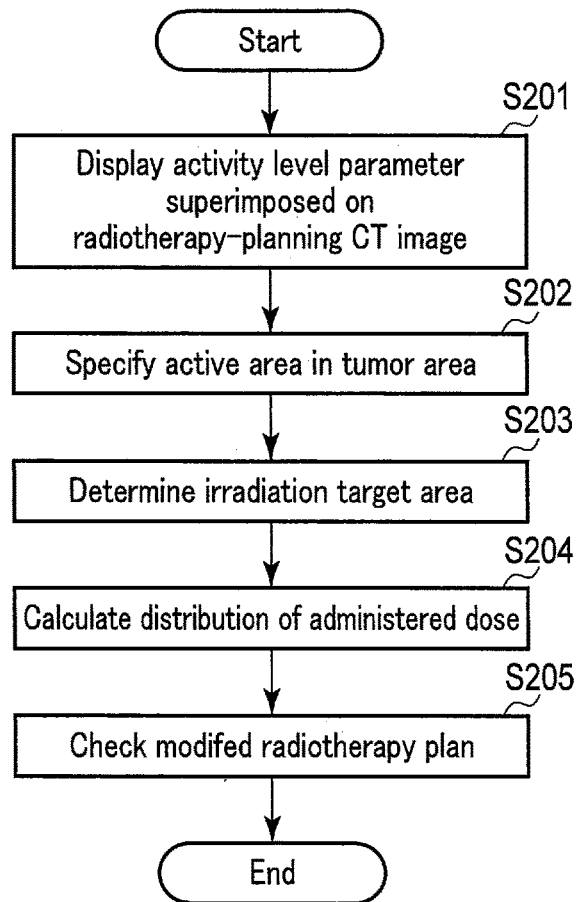 Start
S201
Display activity level parameter
superimposed on
radiotherapy-planning CT image
S202
Specify active area in tumor area
S203
Determine irradiation target area
S204
Calculate distribution of administered dose
S205
Check modifed radiotherapy plan
End